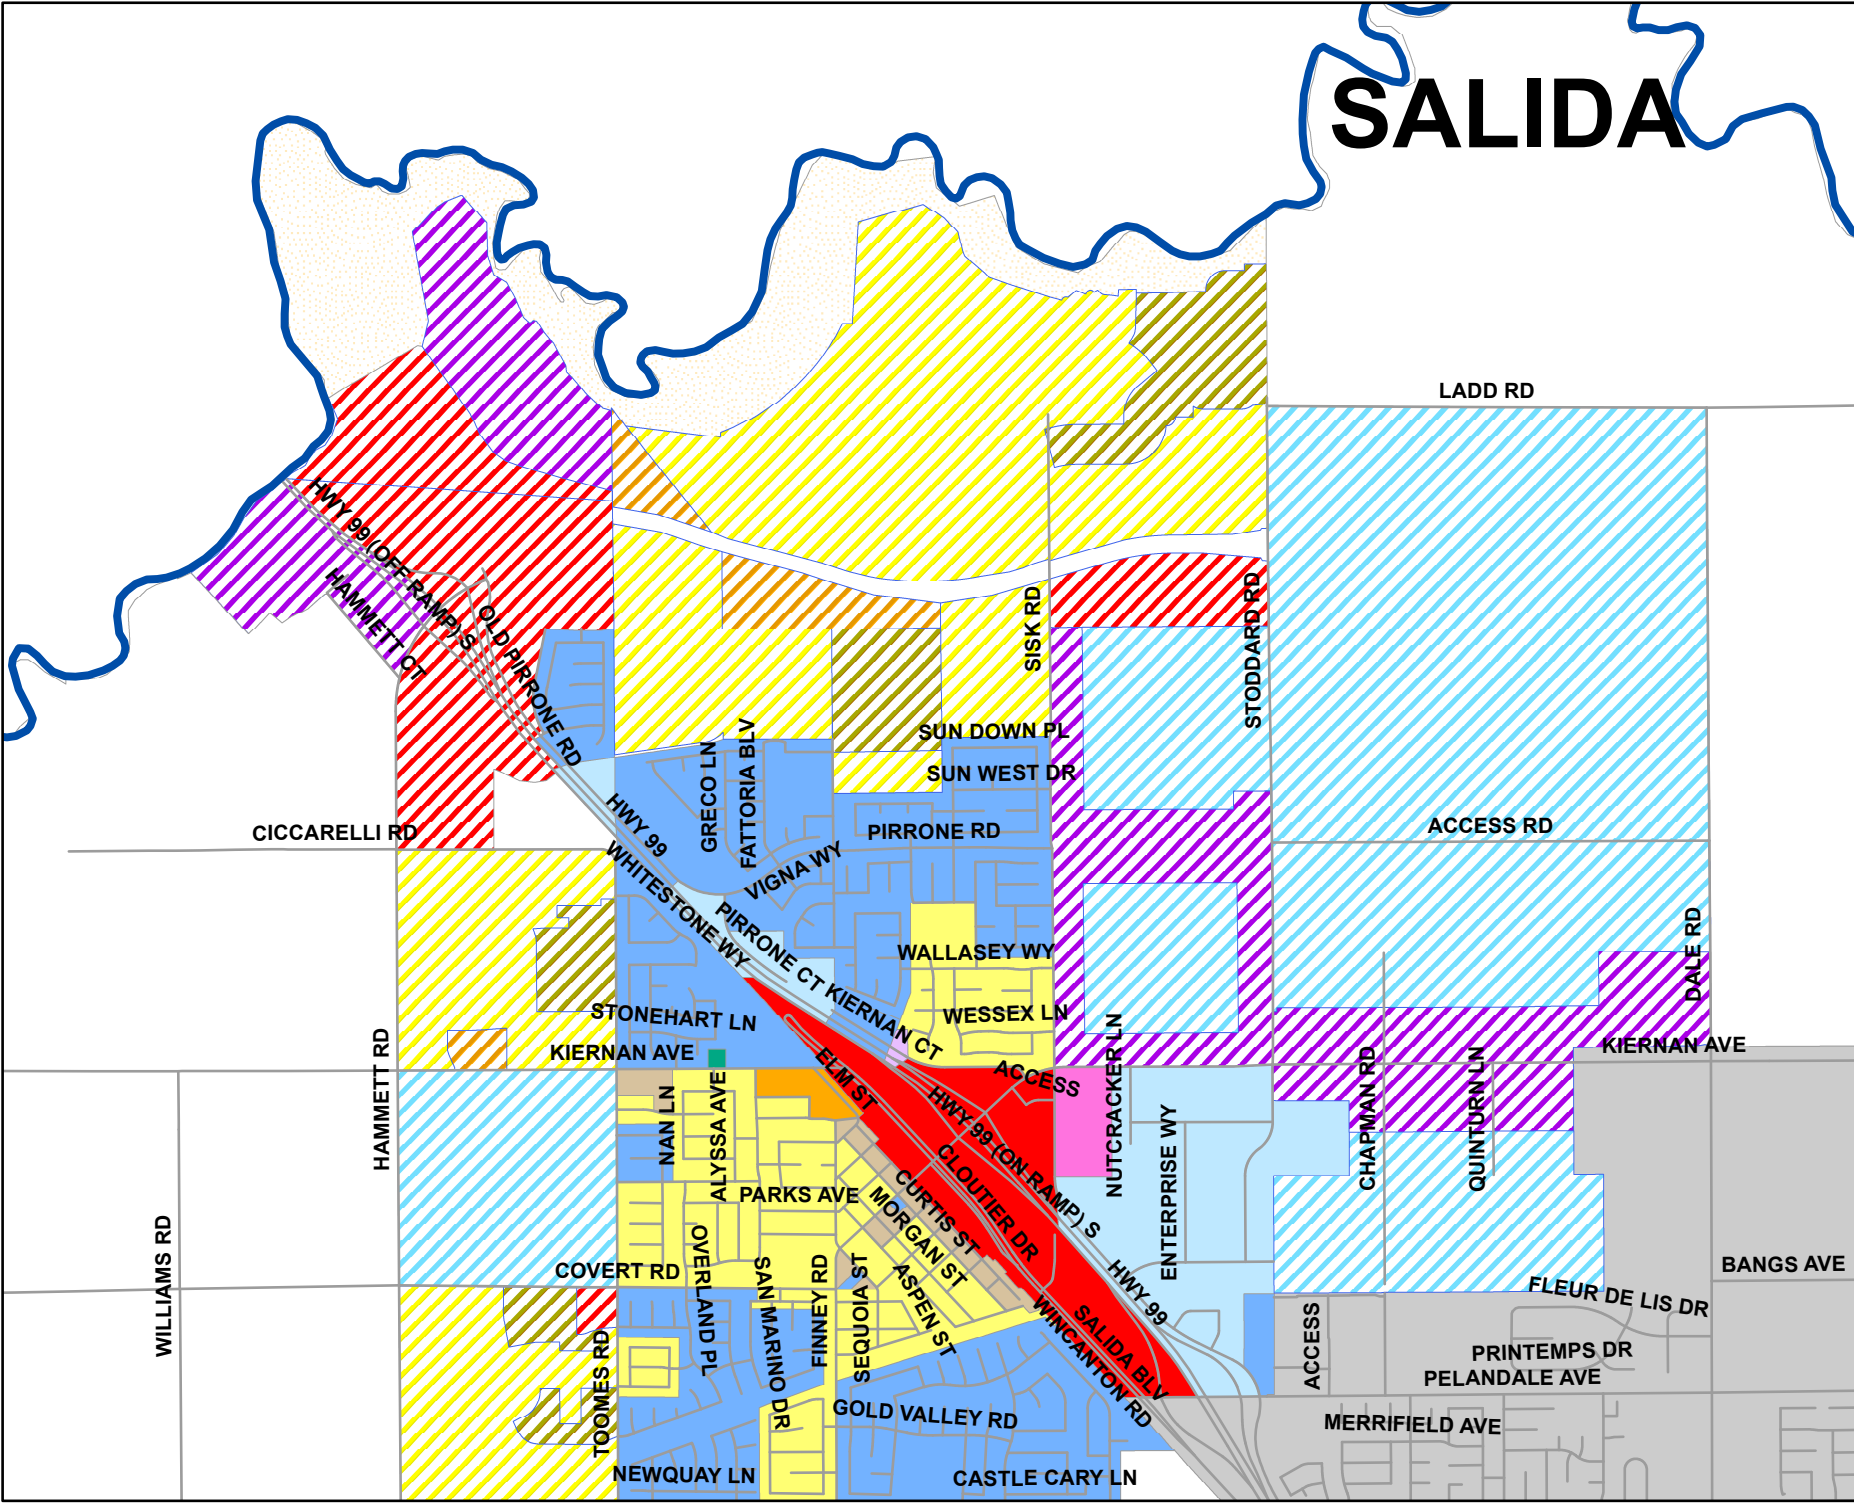 SALIDA
LADD RD
HWY 99 (OFF RAMP) S
HAMMETT CT
OLD PIRRONE RD
SISK RD
STODDARD RD
SUN DOWN PL
SUN WEST DR
GRECO LN
FATTORIA BLV
HWY 99
CICCARELLI RD
PIRRONE RD
ACCESS RD
VIGNA WY
WHITESTONE WY
PIRRONE CT
WALLASEY WY
DALE RD
KIERNAN CT
STONEHART LN
WESSEX LN
KIERNAN AVE
KIERNAN AVE
HAMMETT RD
ELM ST
ACCESS
NUTCRACKER LN
CHAPMAN RD
QUINTURN LN
NAN LN
ALYSSA AVE
HWY 99 (ON RAMP) S
ENTERPRISE WY
PARKS AVE
CURTIS ST
CLOUTIER DR
MORGAN ST
WILLIAMS RD
COVERT RD
OVERLAND PL
SAN MARINO DR
FINNEY RD
SEQUOIA ST
ASPEN ST
HWY 99
BANGS AVE
FLEUR DE LIS DR
WINCANTON RD
SALIDA BLV
ACCESS
PRINTEMPS DR
PELANDALE AVE
TOOMES RD
GOLD VALLEY RD
MERRIFIELD AVE
NEWQUAY LN
CASTLE CARY LN